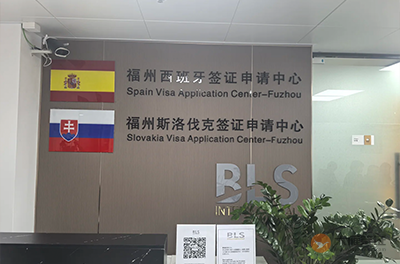 福州西班牙签证申请中心
Spain Visa Application Center-Fuzhou
福州斯洛伐克签证申请中心
Slovakia Visa Application Center-Fuzhou
BLS
BLS
BLS